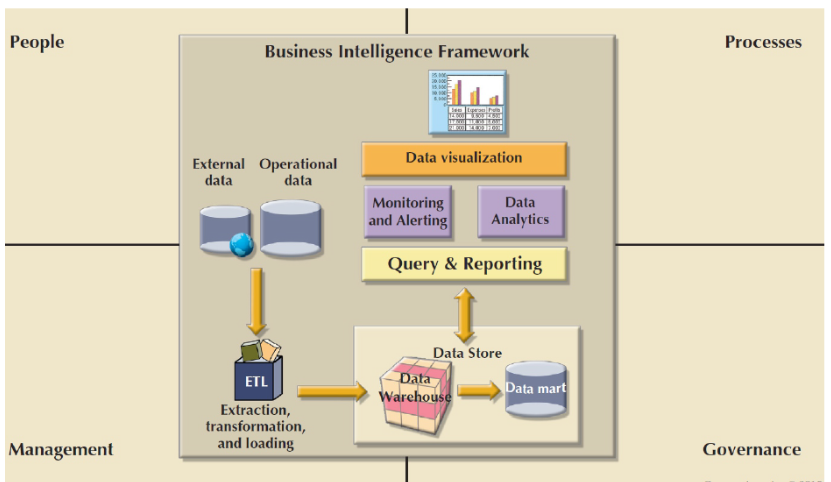 People
Processes
Business Intelligence Framework
Data visualization
External
data
Operational
data
Monitoring
and Alerting
Data
Analytics
Query & Reporting
Data Store
Data
Warehouse
Data mart
ETL
Extraction,
transformation,
and loading
Management
Governance